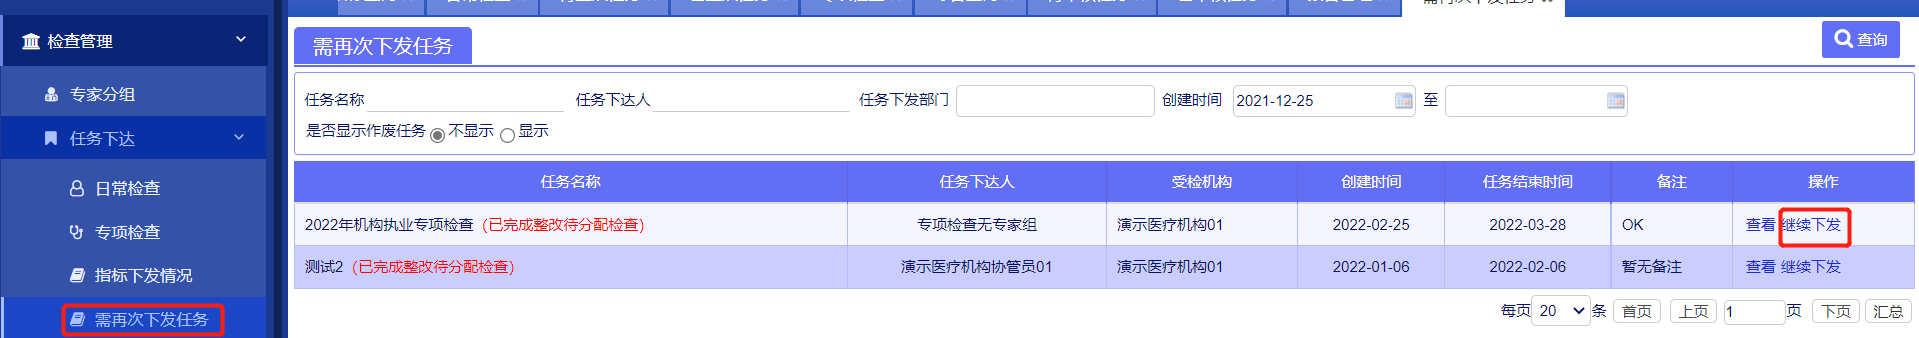 检查管理
专家分组
任务下达
日常检查
专项检查
指标下发情况
需再次下发任务
需再次下发任务
查询
任务名称 任务下达人 任务下发部门 创建时间 2021-12-25 至
是否显示作废任务 不显示 显示
任务名称 任务下达人 受检机构 创建时间 任务结束时间 备注 操作
2022年机构执业专项检查（已完成整改待分配检查） 专项检查无专家组 演示医疗机构01 2022-02-25 2022-03-28 OK 查看 继续下发
测试2（已完成整改待分配检查） 演示医疗机构协管员01 演示医疗机构01 2022-01-06 2022-02-06 暂无备注 查看 继续下发
每页 20 条 首页 上页 1 页 下页 汇总